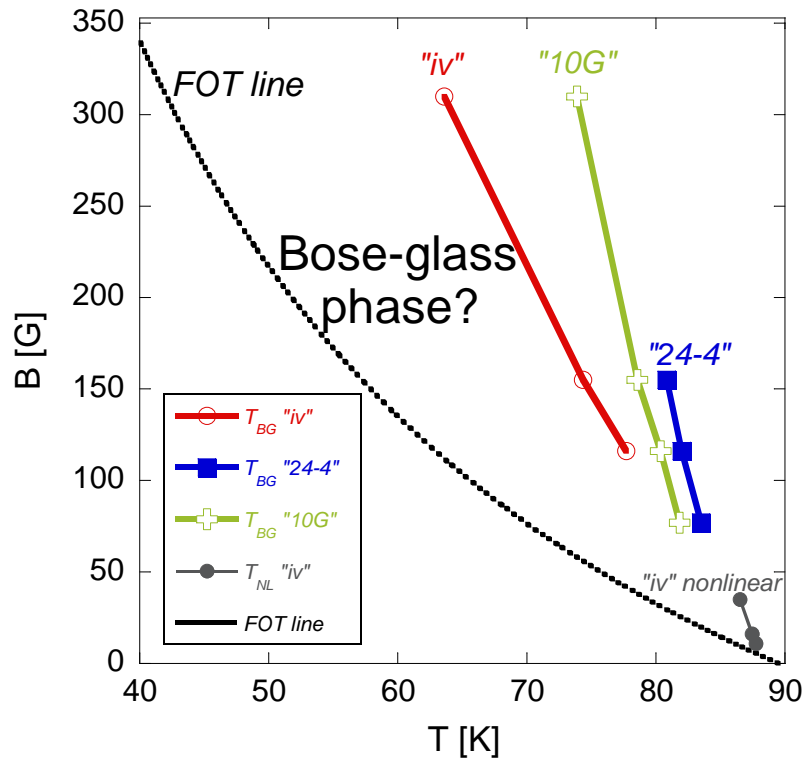 350
300
250
200
150
100
50
0
B [G]
"iv"
"10G"
FOT line
Bose-glass
phase?
"24-4"
T_BG "iv"
T_BG "24-4"
T_BG "10G"
T_NL "iv"
FOT line
"iv" nonlinear
40
50
60
70
80
90
T [K]